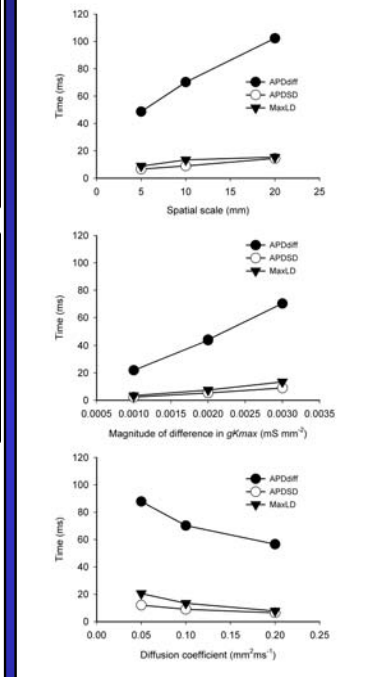 120
100
80
60
40
20
0
Time (ms)
APDdiff
APDSD
MaxLD
0 5 10 15 20 25
Spatial scale (mm)
120
100
80
60
40
20
0
Time (ms)
APDdiff
APDSD
MaxLD
0.0005 0.0010 0.0015 0.0020 0.0025 0.0030 0.0035
Magnitude of difference in gKmax (mS mm⁻²)
120
100
80
60
40
20
0
Time (ms)
APDdiff
APDSD
MaxLD
0.00 0.05 0.10 0.15 0.20 0.25
Diffusion coefficient (mm²ms⁻¹)